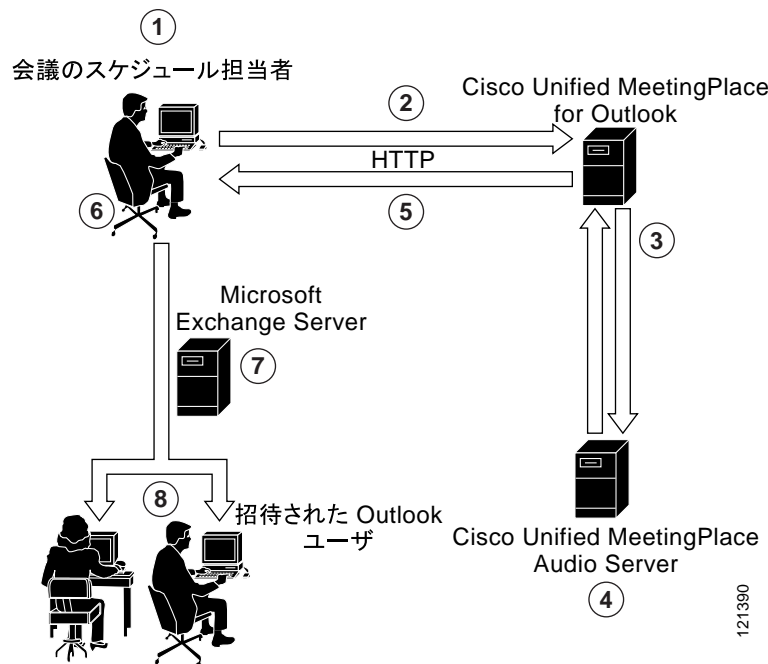 1
会議のスケジュール担当者
2
Cisco Unified MeetingPlace
for Outlook
HTTP
5
6
3
Microsoft
Exchange Server
7
8
招待された Outlook
ユーザ
Cisco Unified MeetingPlace
Audio Server
4
121390